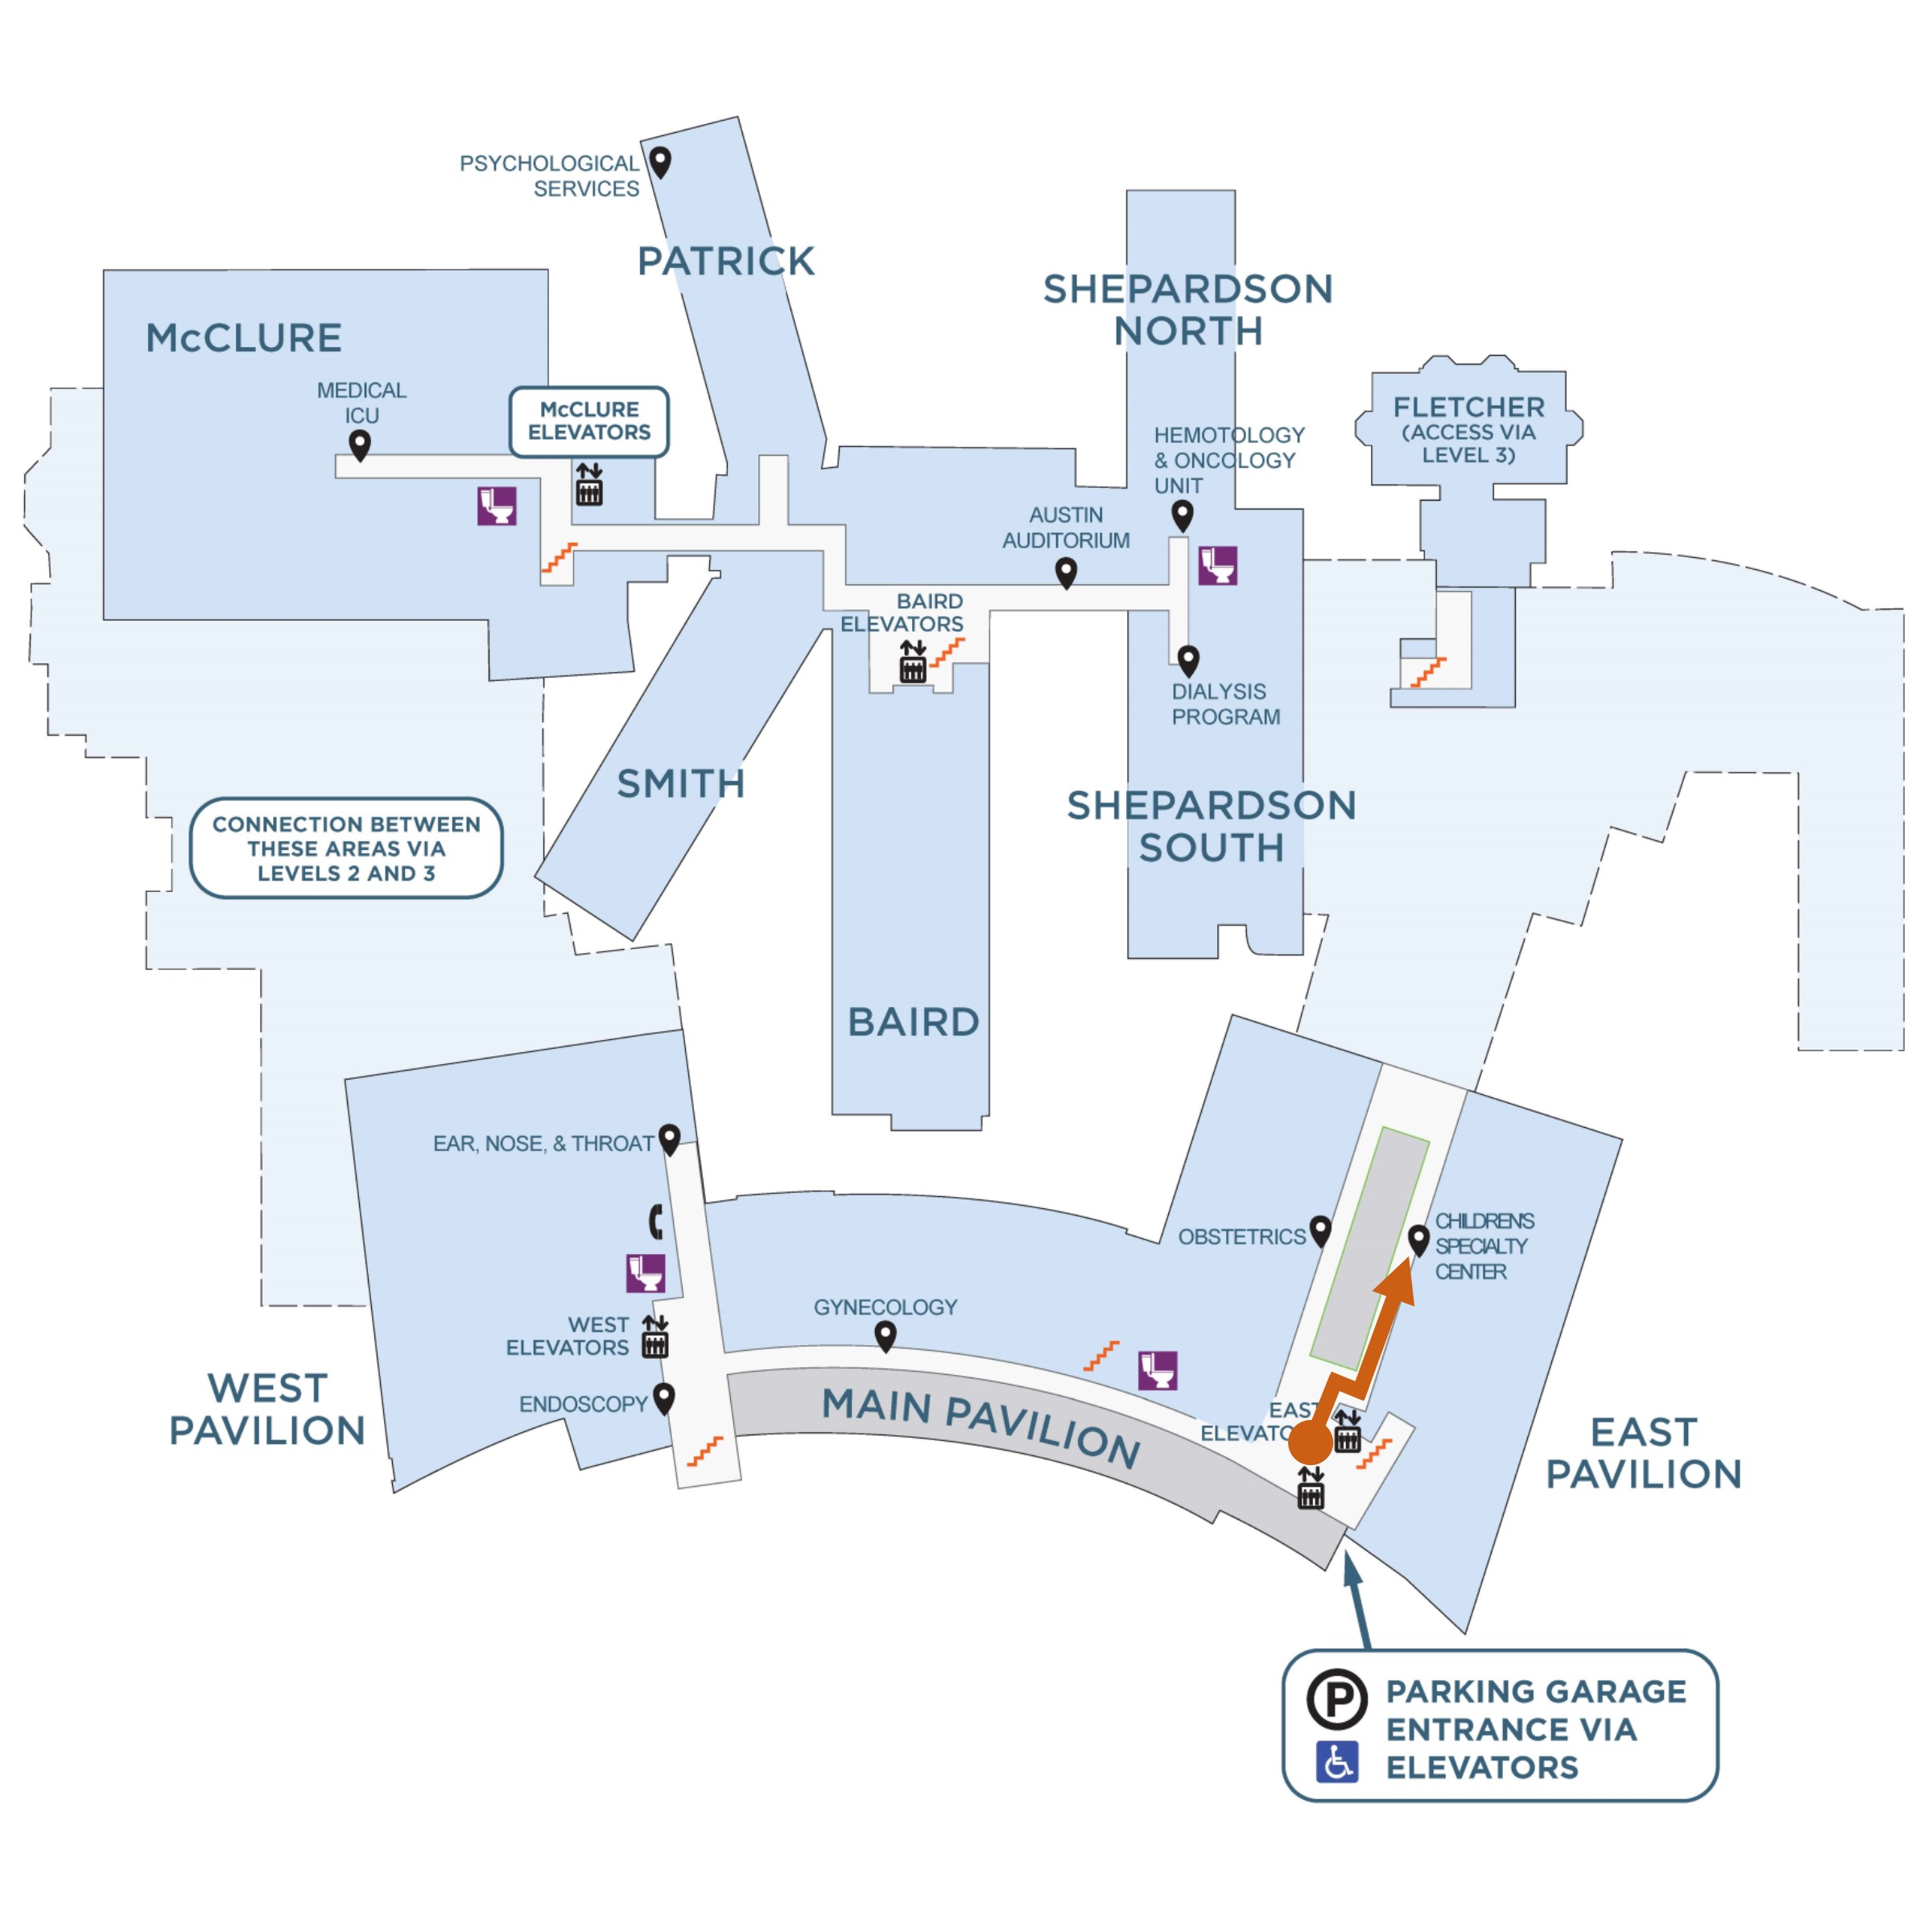 PSYCHOLOGICAL
SERVICES
PATRICK
SHEPARDSON
NORTH
McCLURE
MEDICAL
ICU
McCLURE
ELEVATORS
FLETCHER
(ACCESS VIA
LEVEL 3)
HEMOTOLOGY
& ONCOLOGY
UNIT
AUSTIN
AUDITORIUM
BAIRD
ELEVATORS
DIALYSIS
PROGRAM
SMITH
SHEPARDSON
SOUTH
CONNECTION BETWEEN
THESE AREAS VIA
LEVELS 2 AND 3
BAIRD
EAR, NOSE, & THROAT
OBSTETRICS
CHILDREN'S
SPECIALTY
CENTER
GYNECOLOGY
WEST
ELEVATORS
ENDOSCOPY
WEST
PAVILION
MAIN PAVILION
EAST
ELEVATO
EAST
PAVILION
P
PARKING GARAGE
ENTRANCE VIA
ELEVATORS